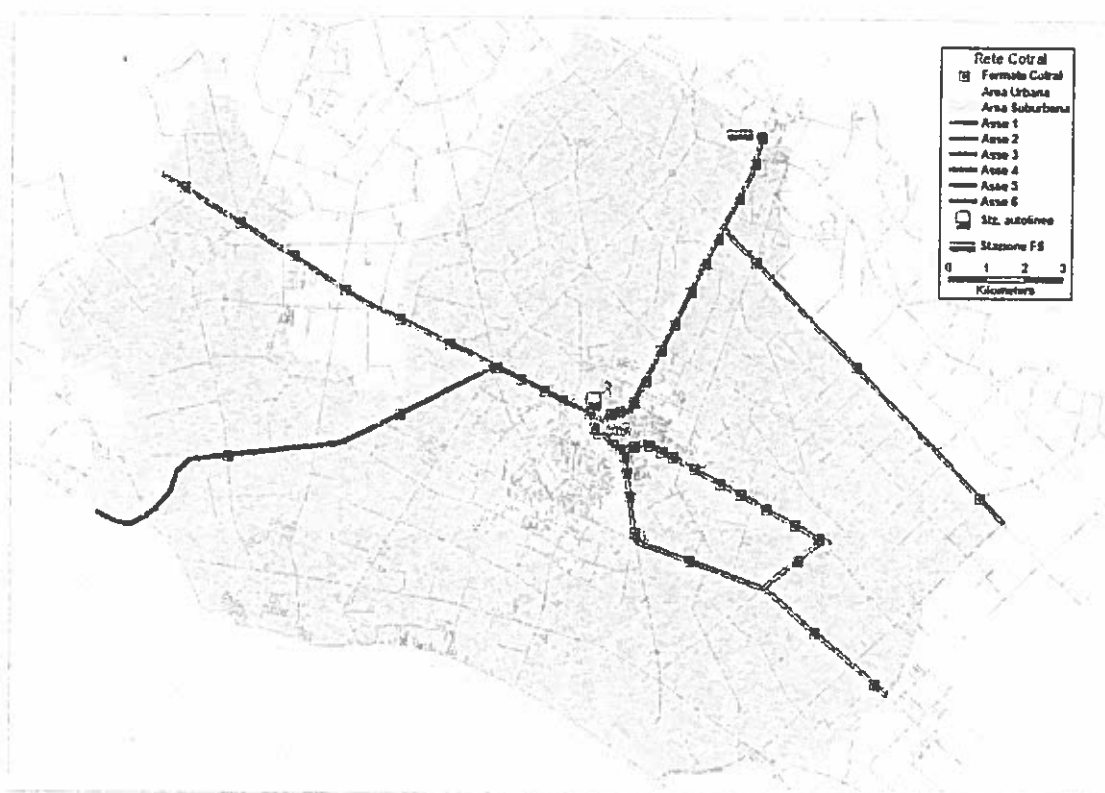 Rete Cotral
Fermate Cotral
Area Urbana
Area Suburbana
Asse 1
Asse 2
Asse 3
Asse 4
Asse 5
Asse 6
Stz. autolinee
Stazione FS
0 1 2 3
Kilometers